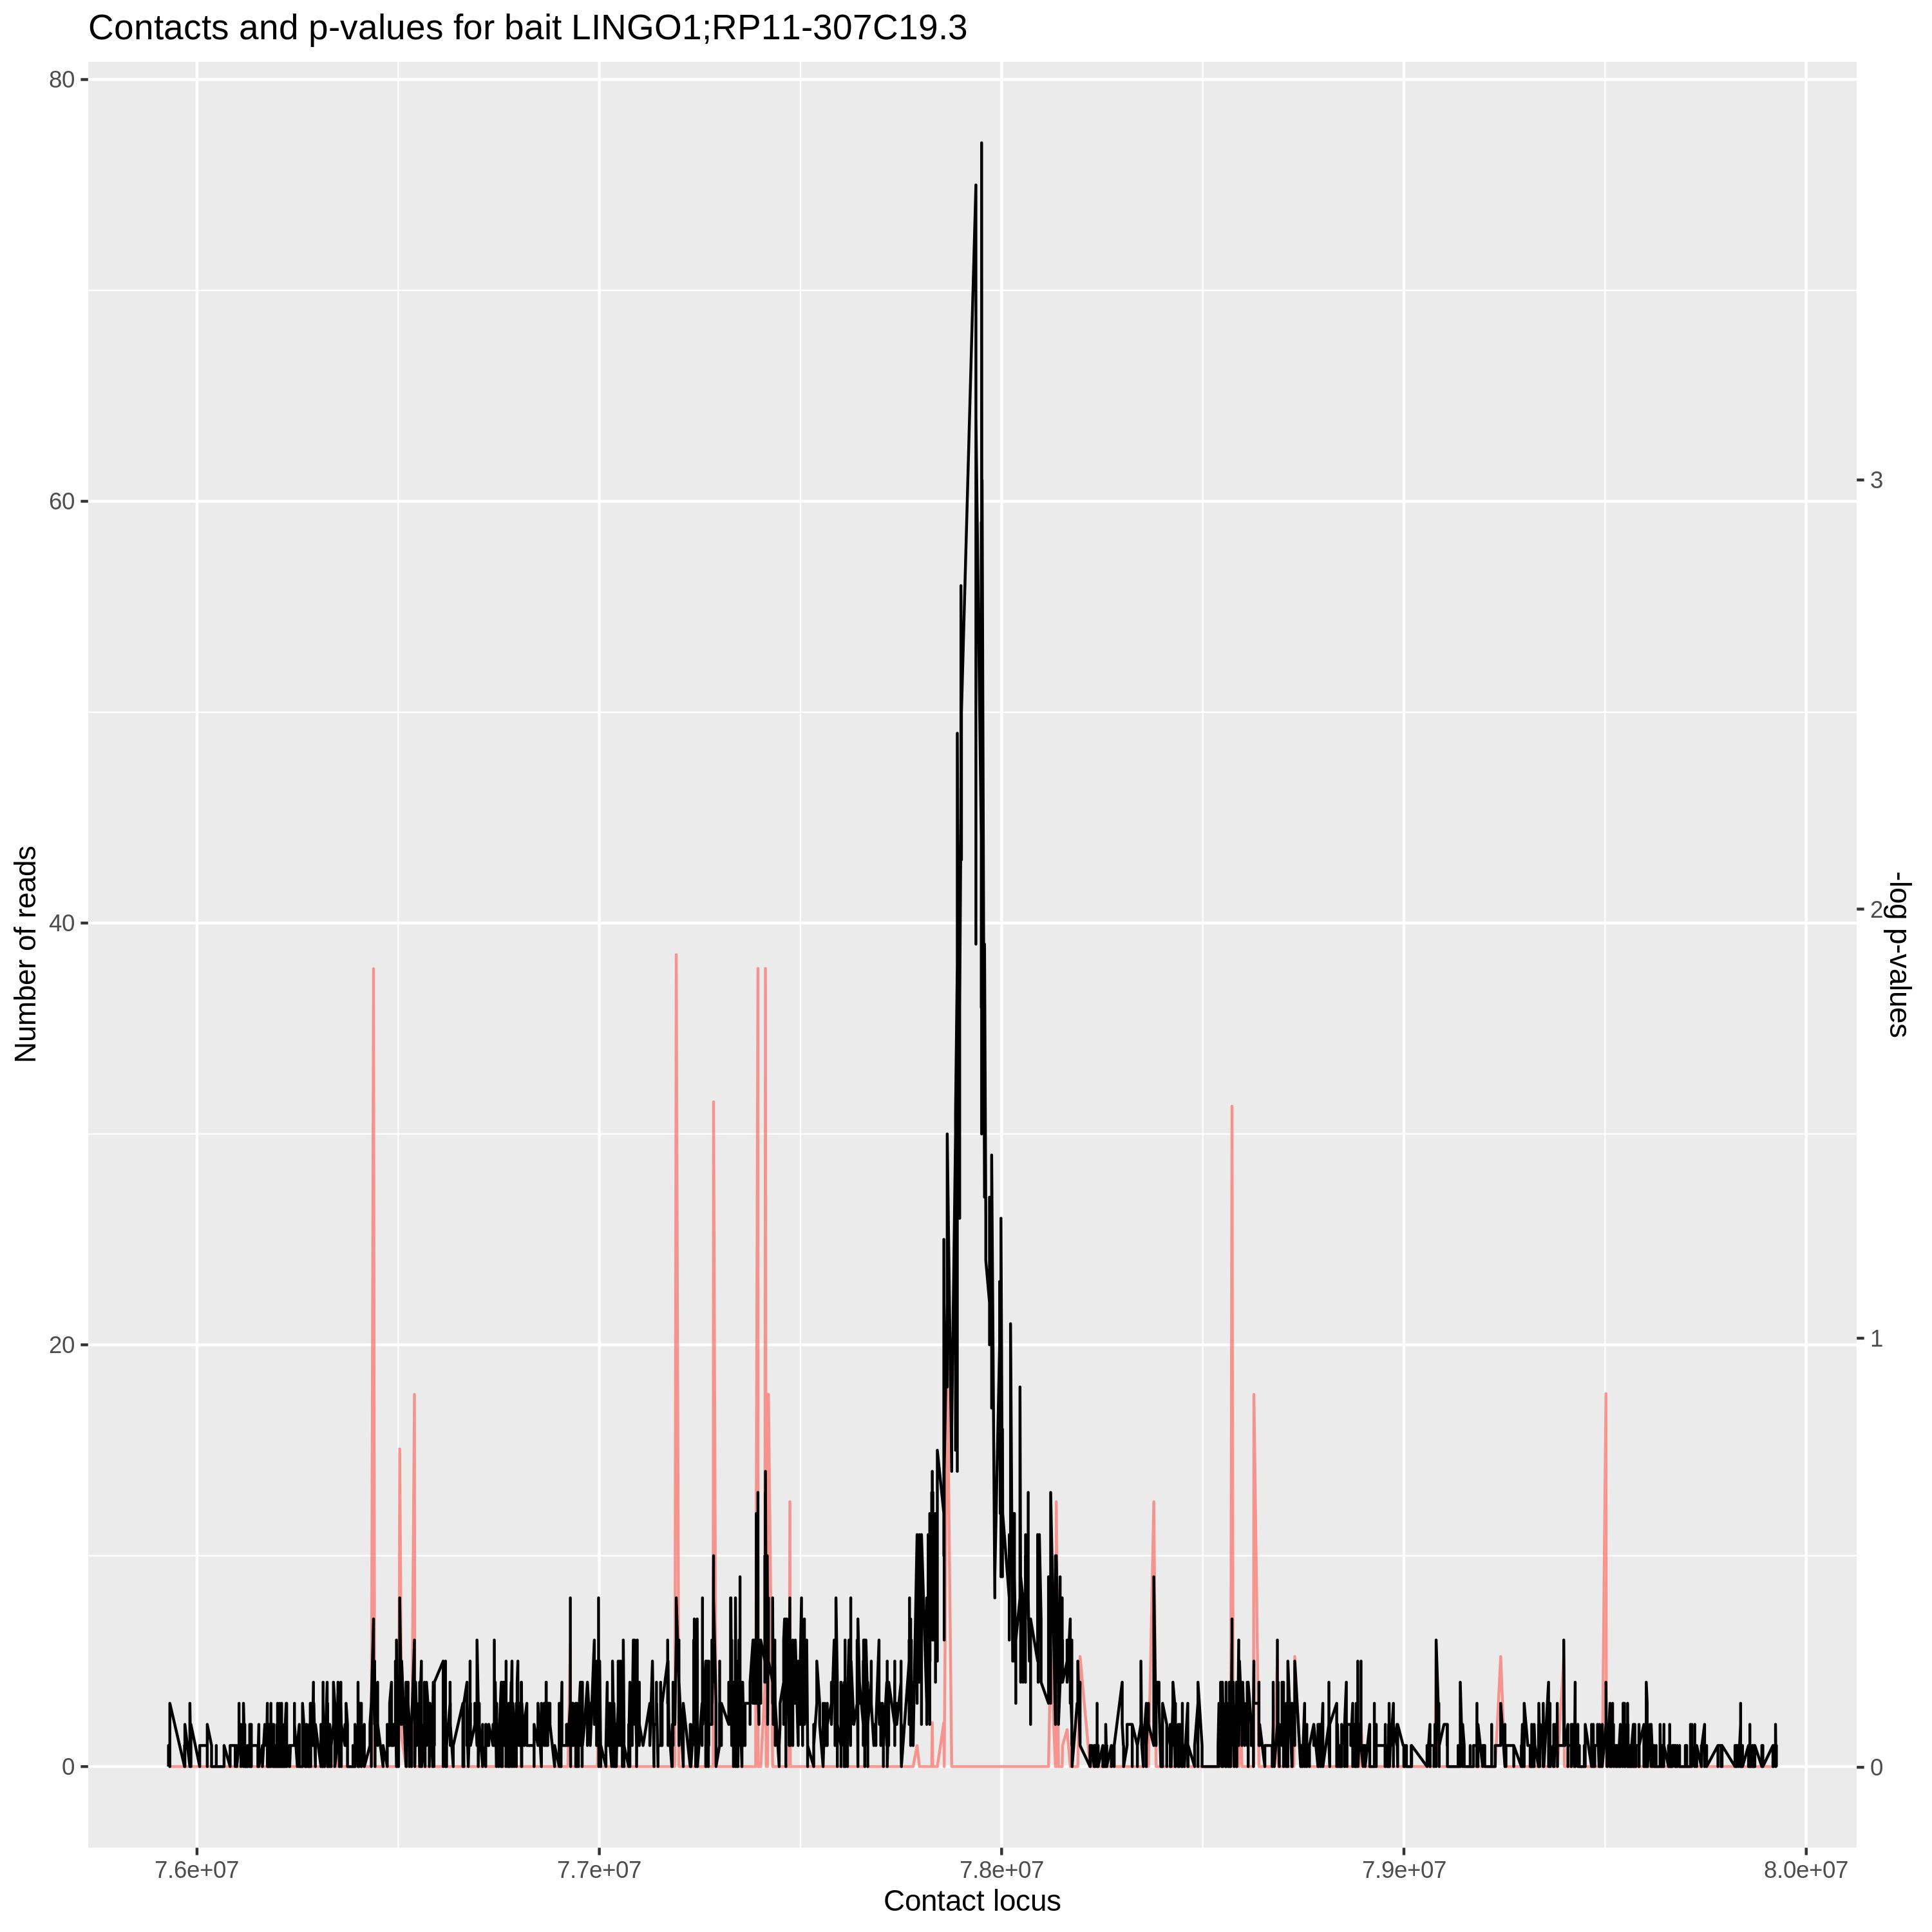 Contacts and p-values for bait LINGO1;RP11-307C19.3
80
60
40
20
0
Number of reads
3
2
1
0
-log p-values
7.6e+07 7.7e+07 7.8e+07 7.9e+07 8.0e+07
Contact locus